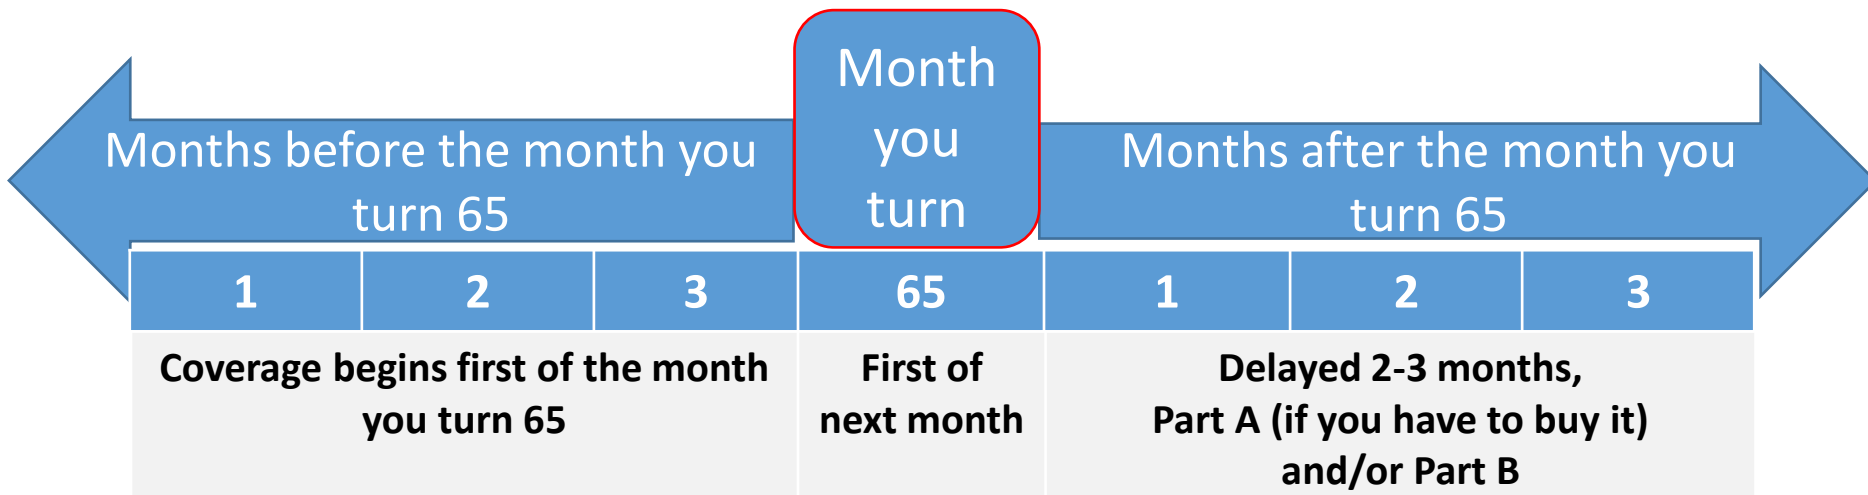 Months before the month you
turn 65
Month
you
turn
Months after the month you
turn 65
1 2 3 65 1 2 3
Coverage begins first of the month
you turn 65
First of
next month
Delayed 2-3 months,
Part A (if you have to buy it)
and/or Part B